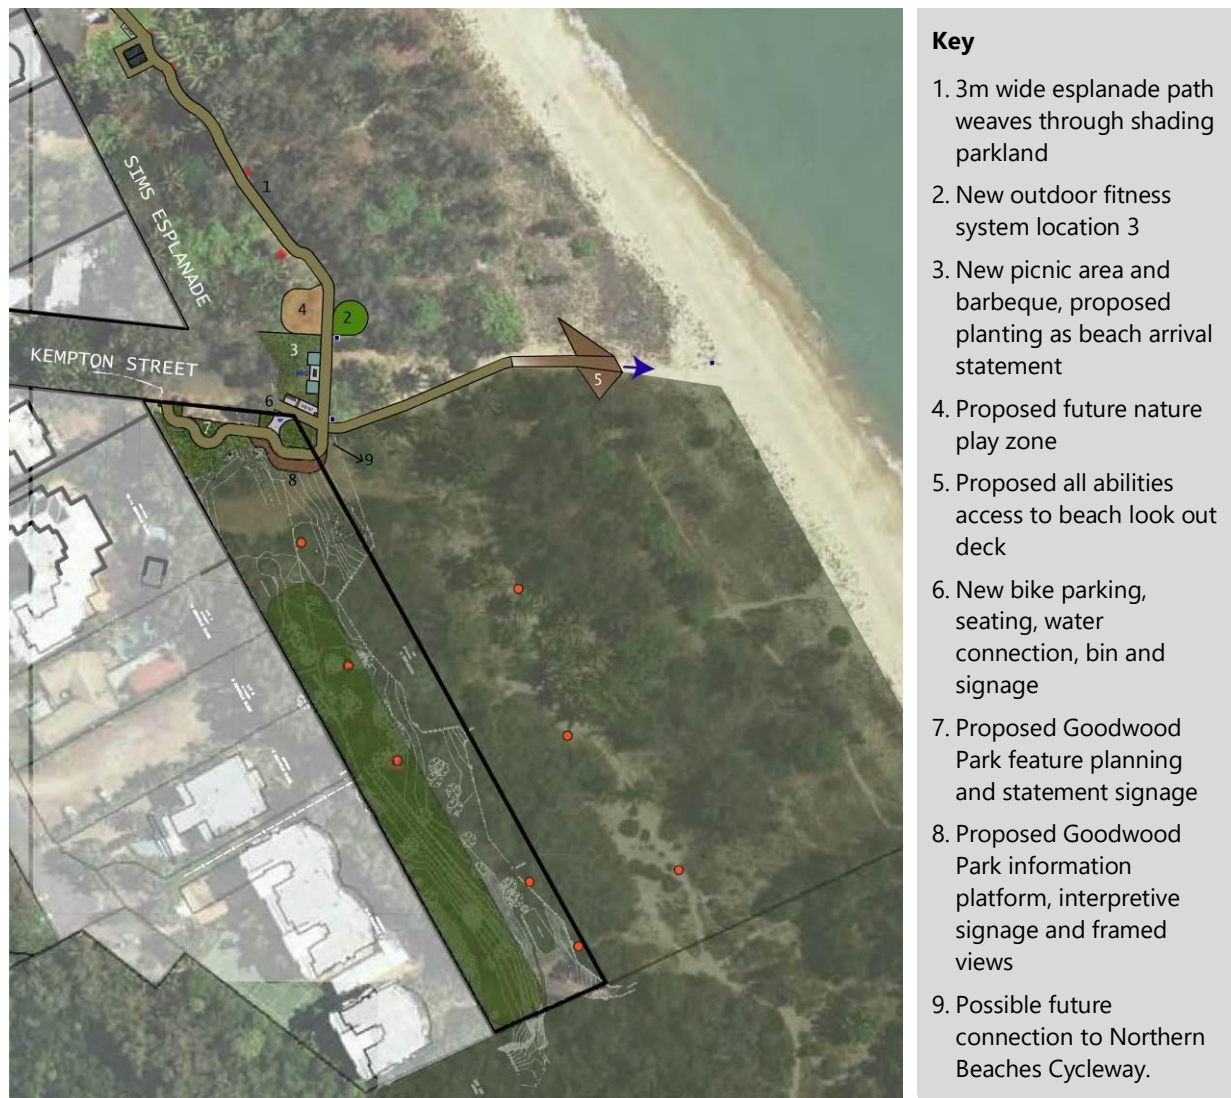 SIMS ESPLANADE
1
4
2
KEMPTON STREET
3
5
6
7
9
8
Key
1. 3m wide esplanade path
weaves through shading
parkland
2. New outdoor fitness
system location 3
3. New picnic area and
barbeque, proposed
planting as beach arrival
statement
4. Proposed future nature
play zone
5. Proposed all abilities
access to beach look out
deck
6. New bike parking,
seating, water
connection, bin and
signage
7. Proposed Goodwood
Park feature planning
and statement signage
8. Proposed Goodwood
Park information
platform, interpretive
signage and framed
views
9. Possible future
connection to Northern
Beaches Cycleway.